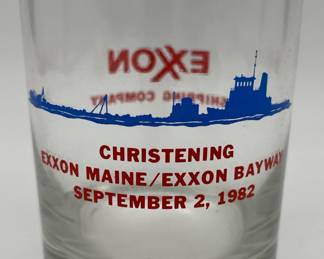 EXXON
SHIPPING COMPANY
CHRISTENING
EXXON MAINE/EXXON BAYWAY
SEPTEMBER 2, 1982